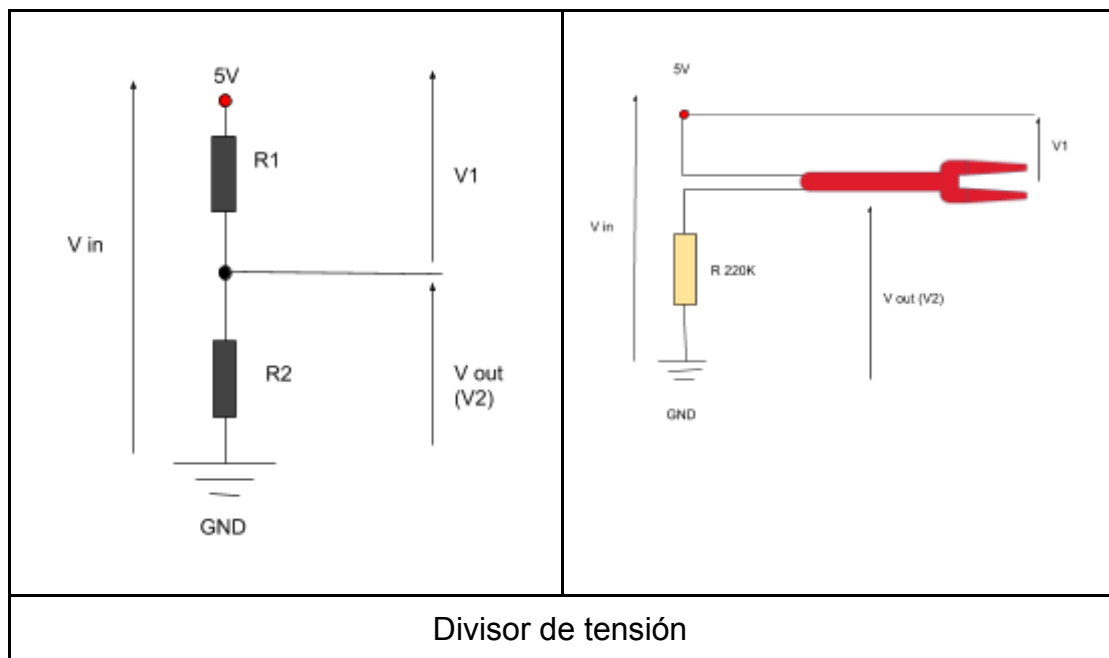 5V
R1
V1
V in
R2
V out
(V2)
GND
5V
V1
V in
R 220K
V out (V2)
GND
Divisor de tensión